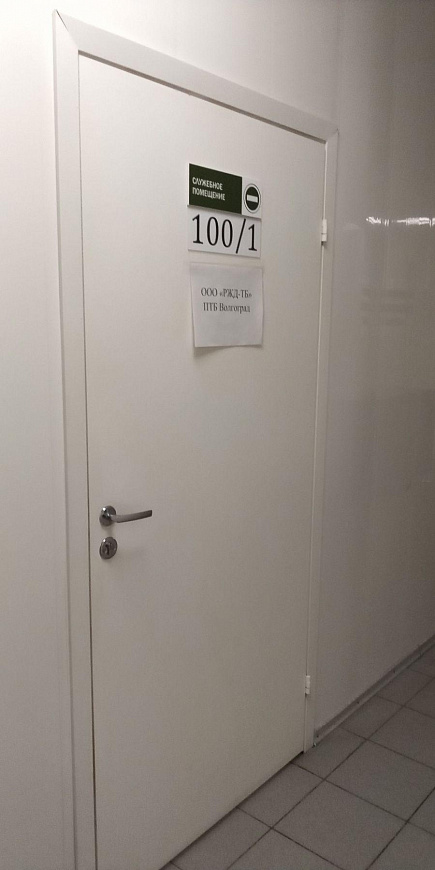 СЛУЖЕБНОЕ
ПОМЕЩЕНИЕ
100/1
ООО «РЖД-ТБ»
ПТБ Волгоград